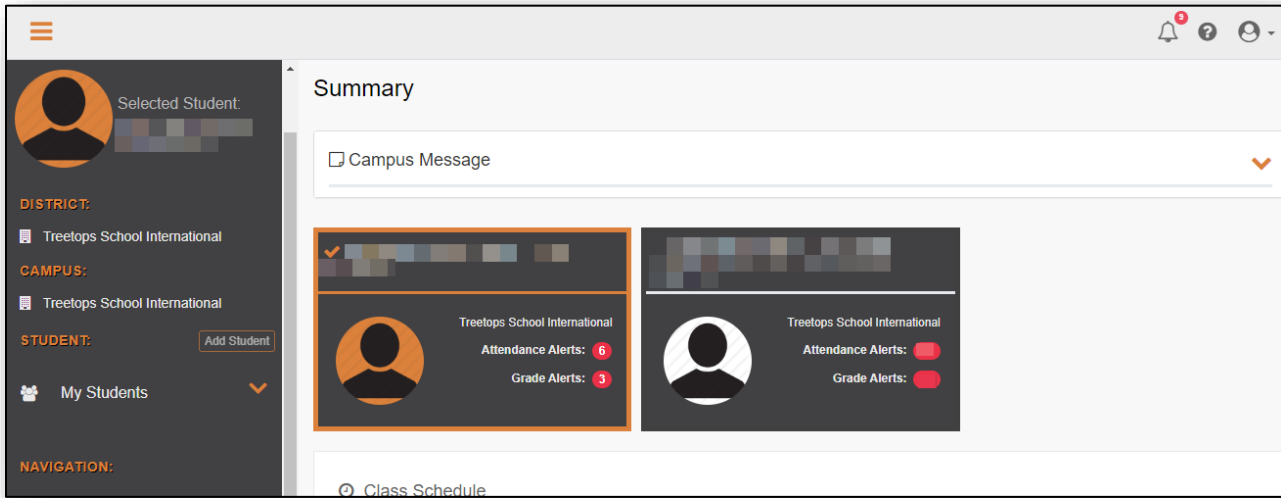 9
Selected Student:
DISTRICT:
Treetops School International
CAMPUS:
Treetops School International
STUDENT:
Add Student
My Students
NAVIGATION:
Summary
Campus Message
Treetops School International
Attendance Alerts: 6
Grade Alerts: 3
Treetops School International
Attendance Alerts:
Grade Alerts:
Class Schedule